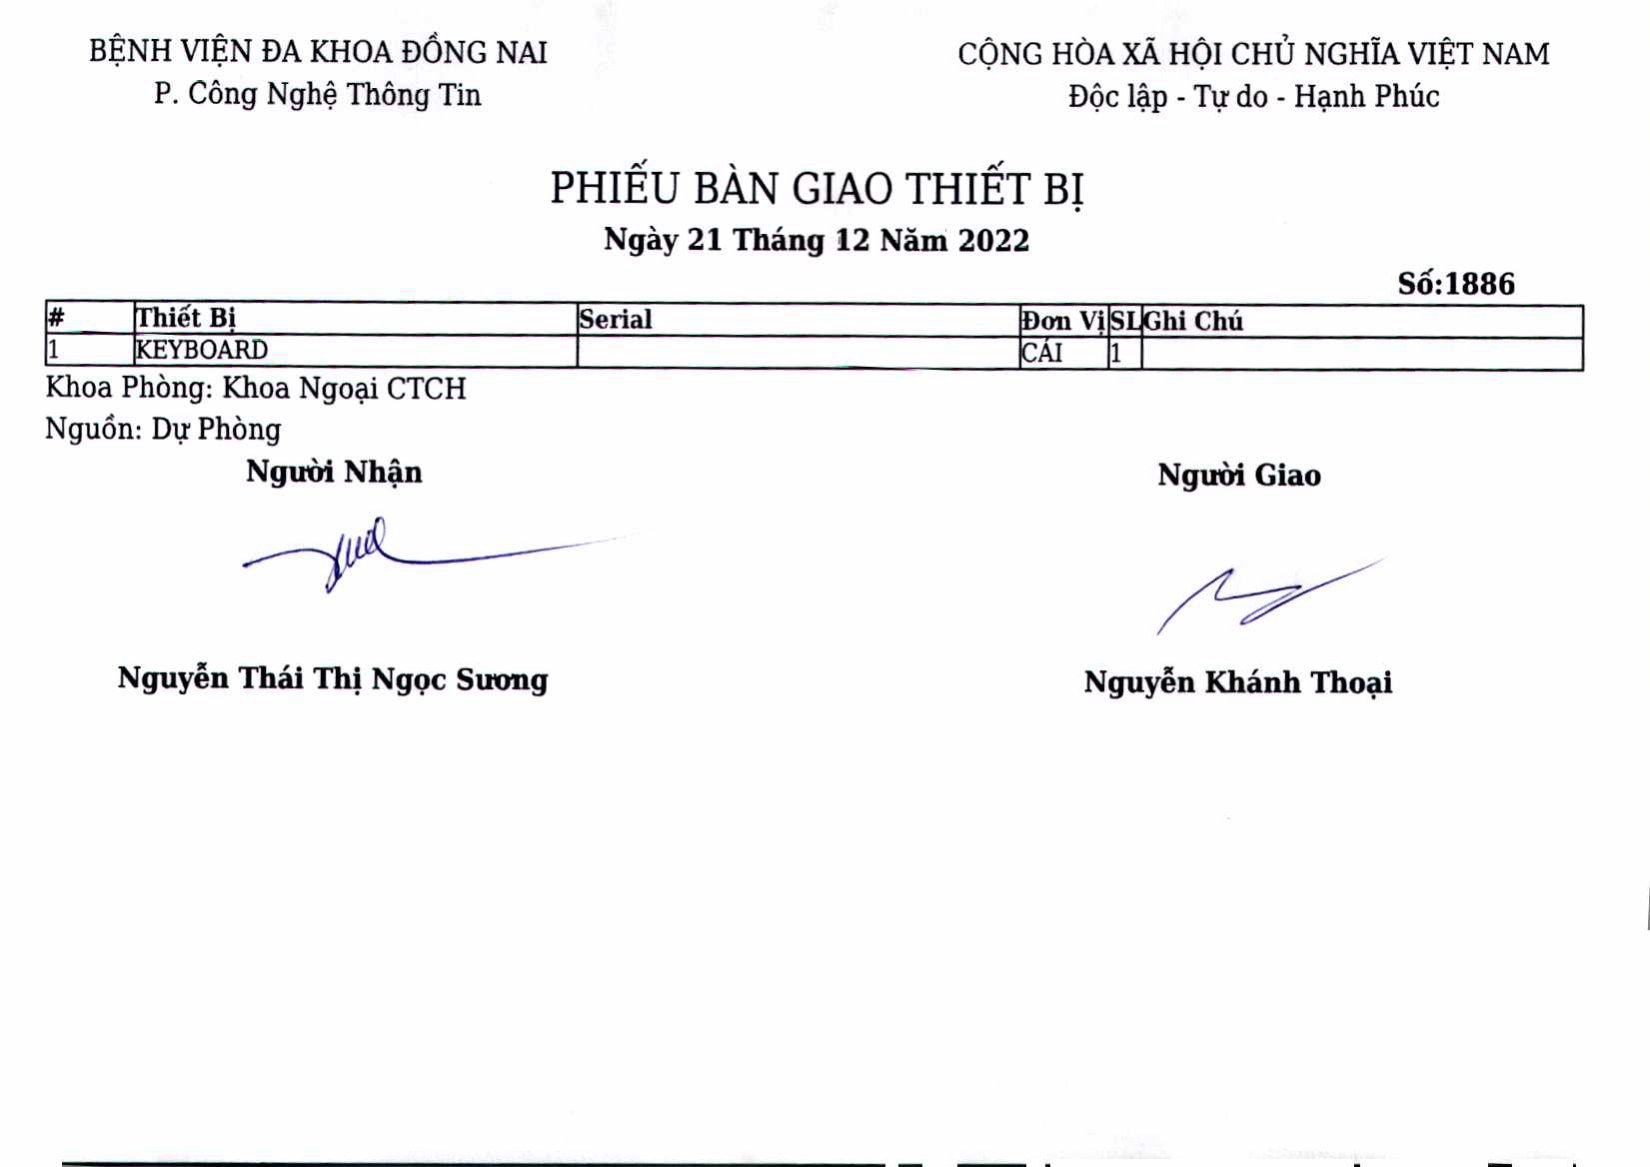 BỆNH VIỆN ĐA KHOA ĐỒNG NAI
P. Công Nghệ Thông Tin
CỘNG HÒA XÃ HỘI CHỦ NGHĨA VIỆT NAM
Độc lập - Tự do - Hạnh Phúc
PHIẾU BÀN GIAO THIẾT BỊ
Ngày 21 Tháng 12 Năm 2022
Số:1886
# Thiết Bị Serial Đơn Vị SL Ghi Chú
1 KEYBOARD CÁI 1
Khoa Phòng: Khoa Ngoại CTCH
Nguồn: Dự Phòng
Người Nhận Người Giao
Nguyễn Thái Thị Ngọc Sương Nguyễn Khánh Thoại